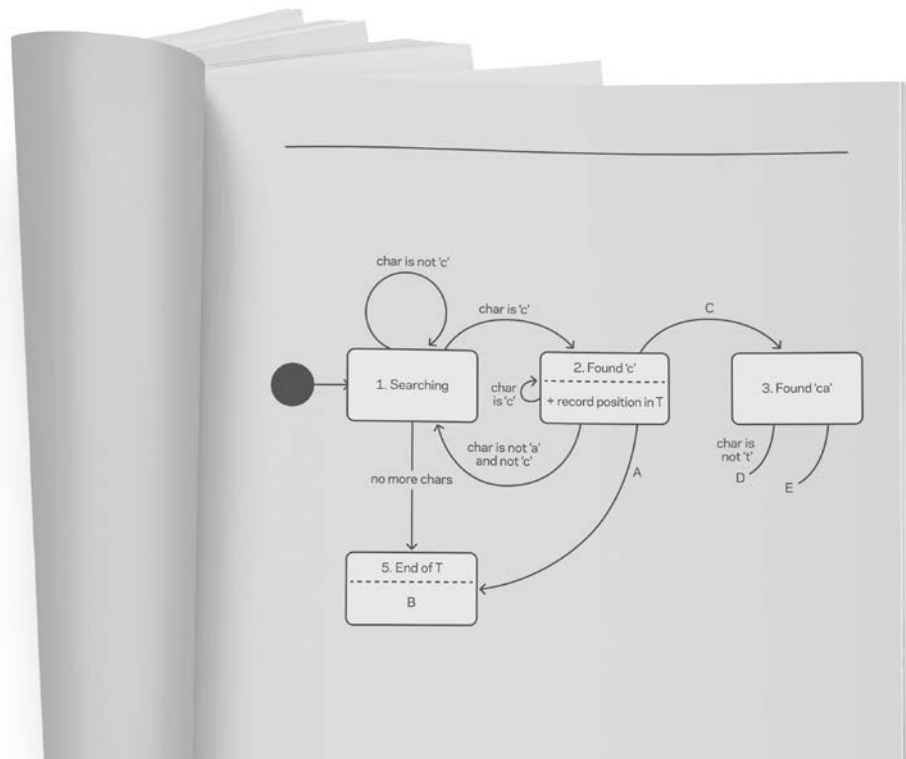 char is not 'c'
char is 'c'
C
1. Searching
char
is 'c'
2. Found 'c'
+ record position in T
3. Found 'ca'
char is not 'a'
and not 'c'
char is
not 't'
no more chars
A
D
E
5. End of T
B